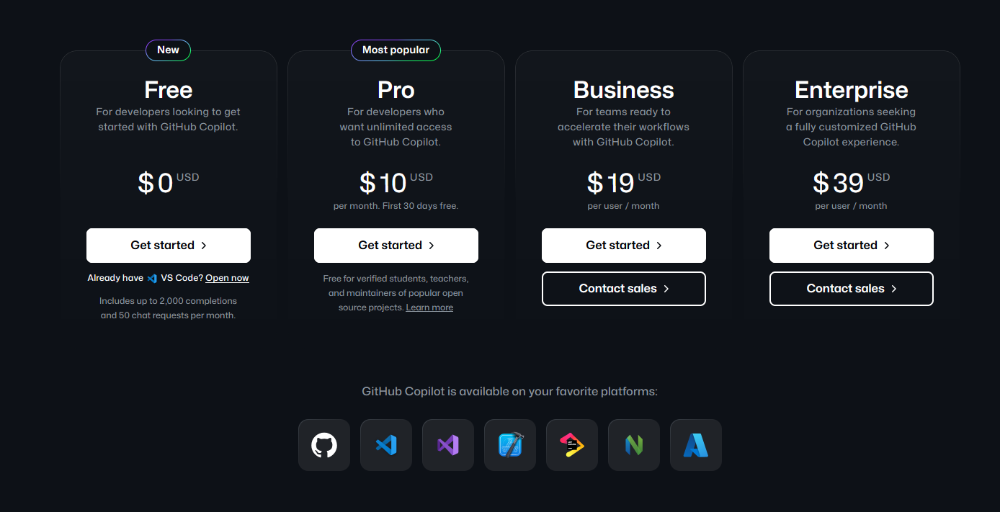 New
Most popular
Free
For developers looking to get
started with GitHub Copilot.
$0 USD
Get started
Already have VS Code? Open now
Includes up to 2,000 completions
and 50 chat requests per month.
Pro
For developers who
want unlimited access
to GitHub Copilot.
$10 USD
per month. First 30 days free.
Get started
Free for verified students, teachers,
and maintainers of popular open
source projects. Learn more
Business
For teams ready to
accelerate their workflows
with GitHub Copilot.
$19 USD
per user / month
Get started
Contact sales
Enterprise
For organizations seeking
a fully customized GitHub
Copilot experience.
$39 USD
per user / month
Get started
Contact sales
GitHub Copilot is available on your favorite platforms: